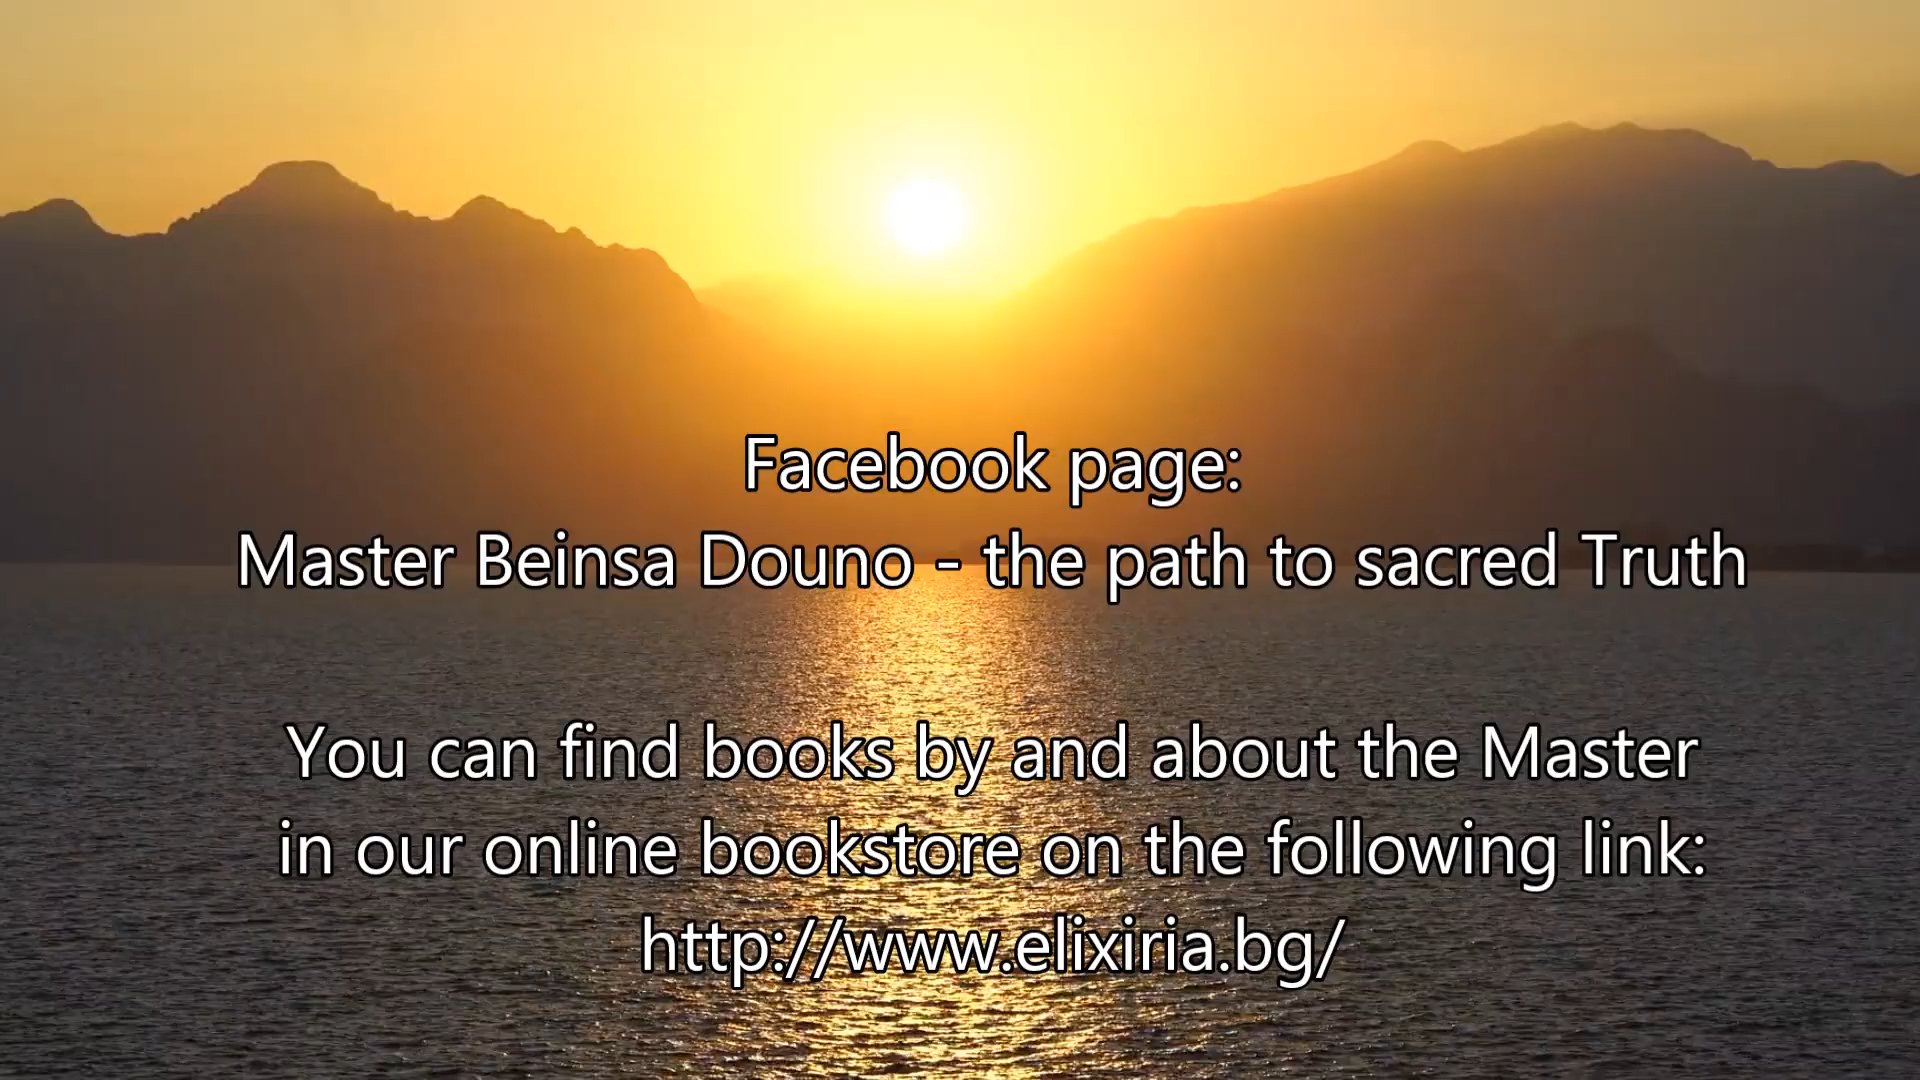 Facebook page:
Master Beinsa Douno - the path to sacred Truth
You can find books by and about the Master
in our online bookstore on the following link:
http://www.elixiria.bg/